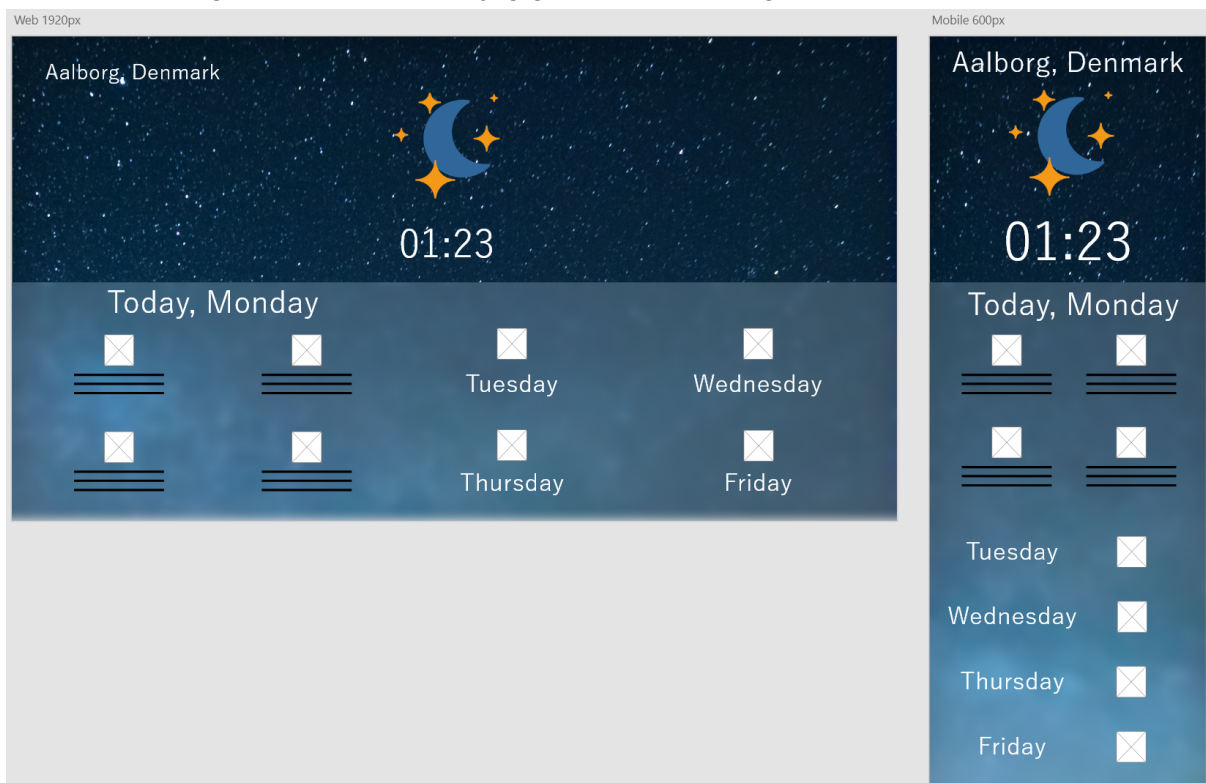 Web 1920px
Aalborg, Denmark
01:23
Today, Monday
Tuesday
Wednesday
Thursday
Friday
Mobile 600px
Aalborg, Denmark
01:23
Today, Monday
Tuesday
Wednesday
Thursday
Friday